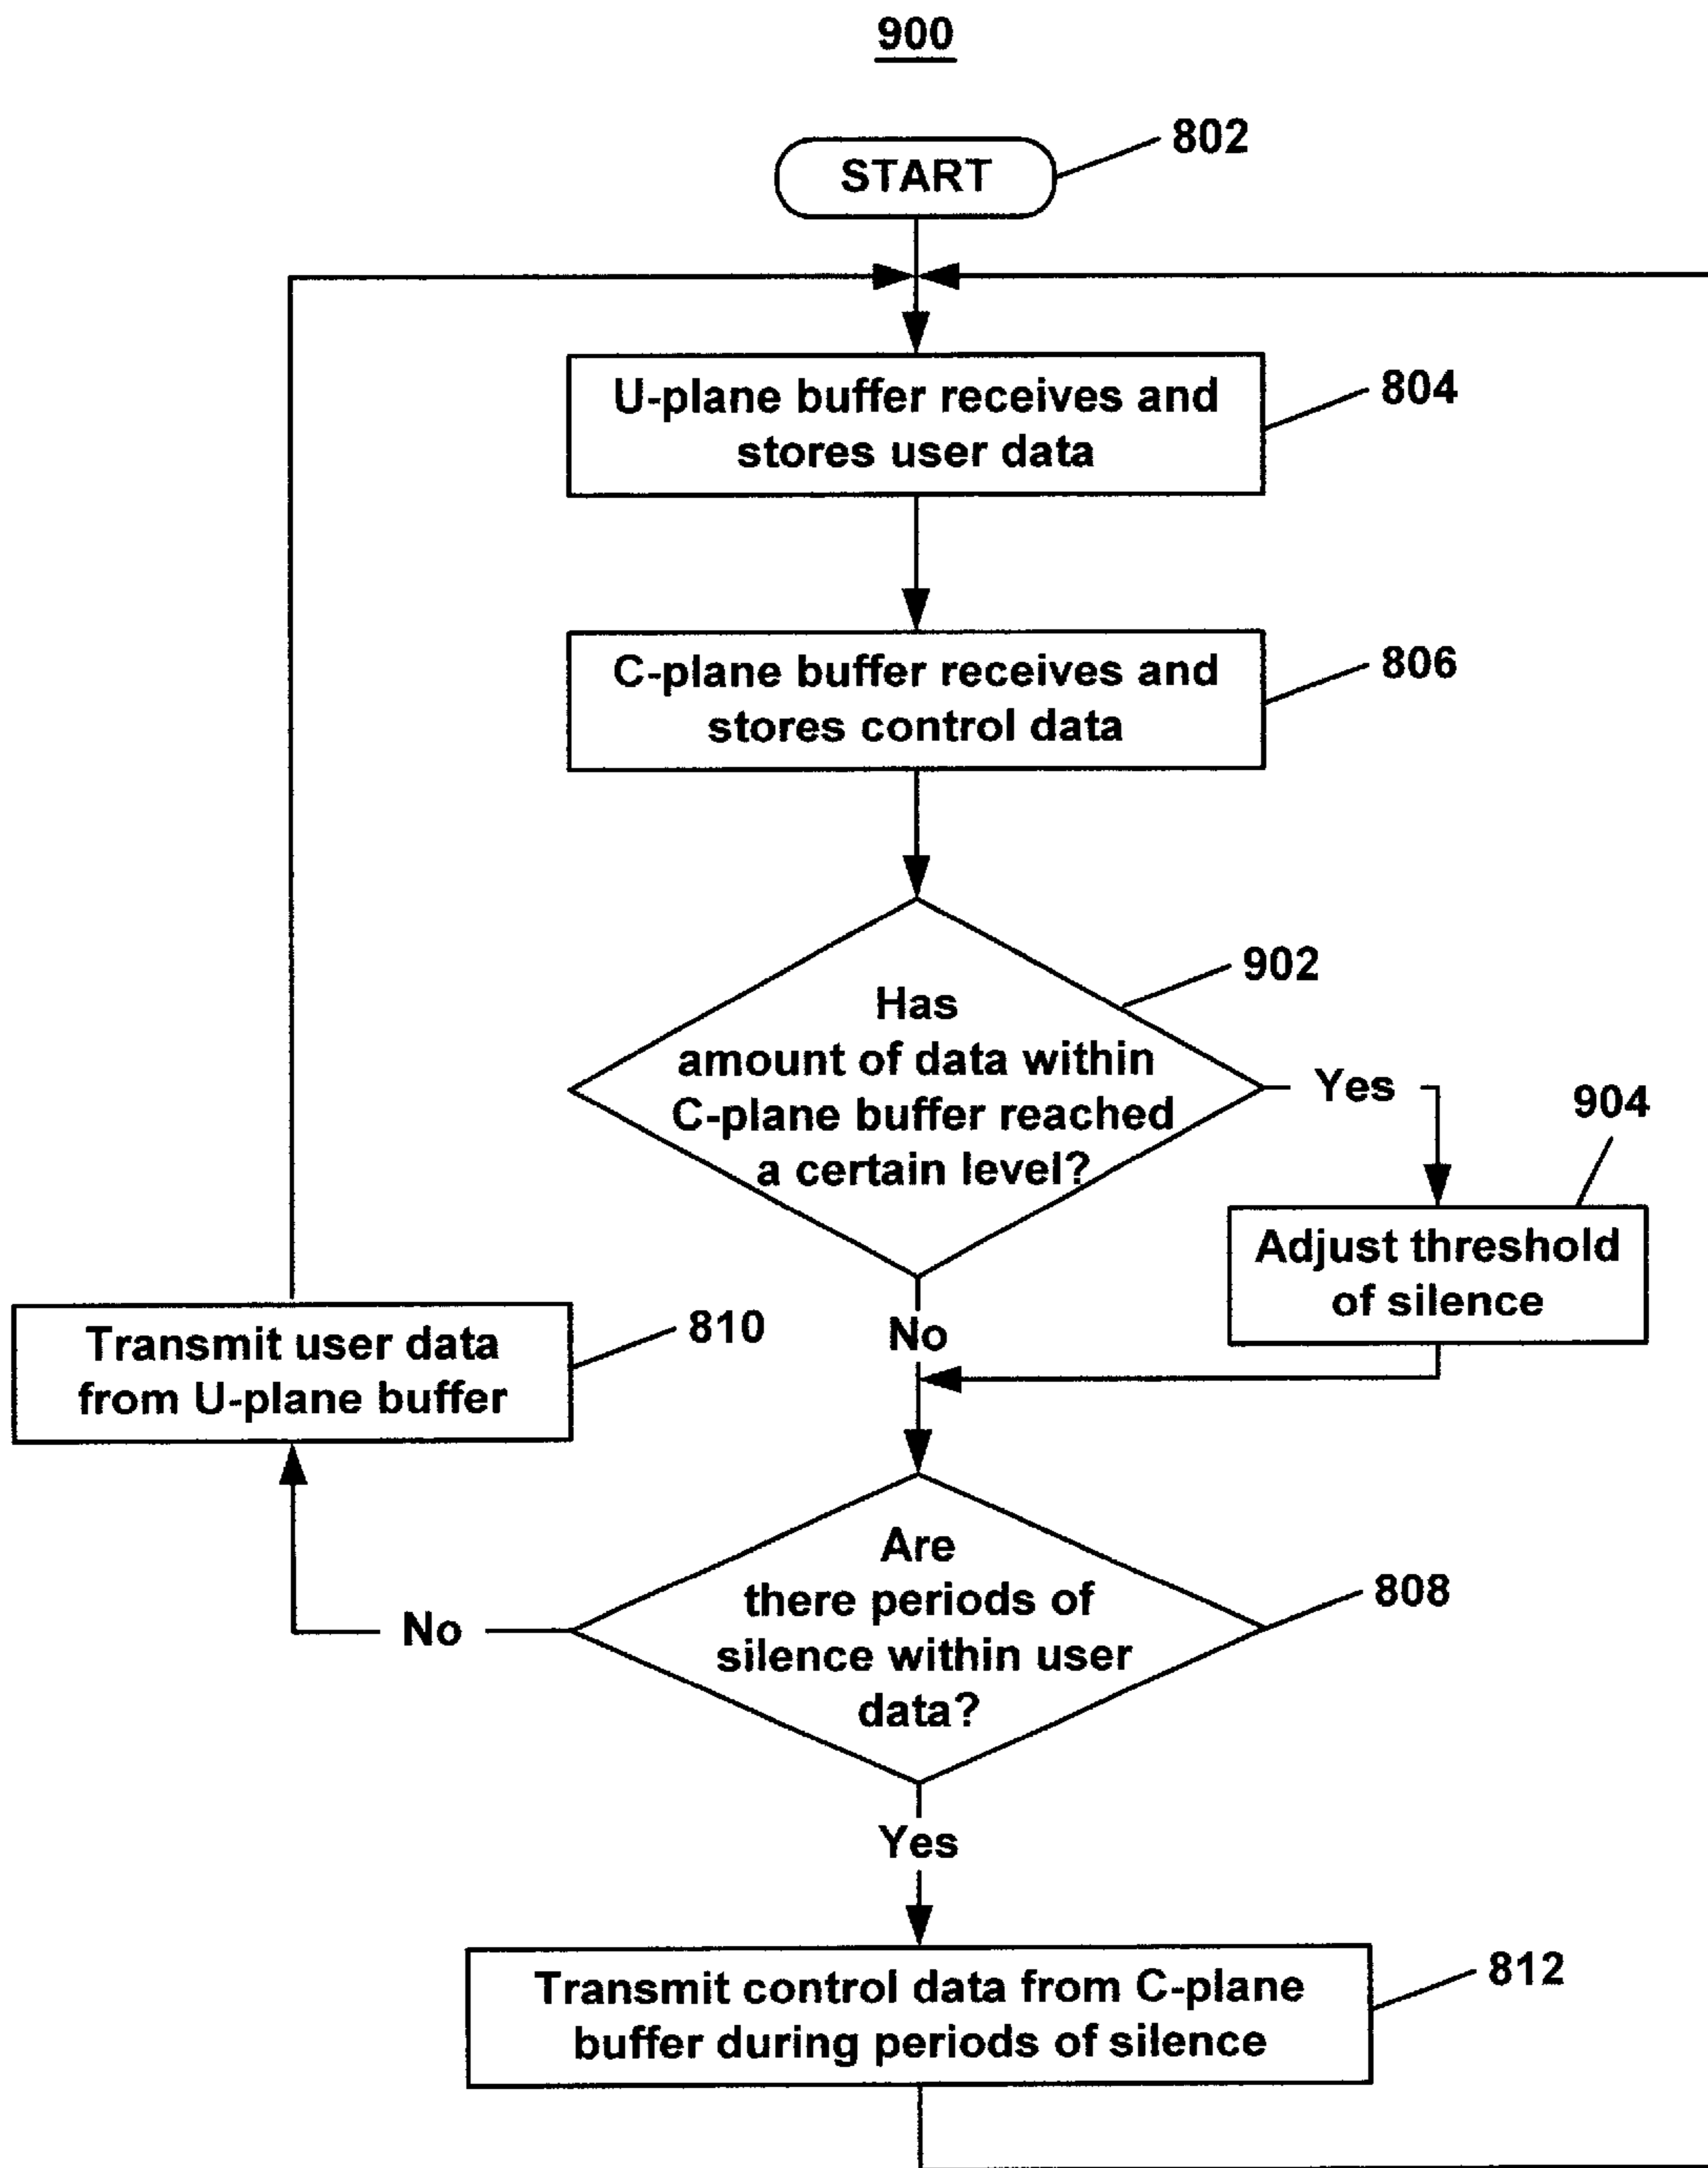 900
802
START
U-plane buffer receives and
stores user data
804
C-plane buffer receives and
stores control data
806
902
Has
amount of data within
C-plane buffer reached
a certain level?
Yes
904
Adjust threshold
of silence
No
Transmit user data
from U-plane buffer
810
Are
there periods of
silence within user
data?
808
No
Yes
Transmit control data from C-plane
buffer during periods of silence
812